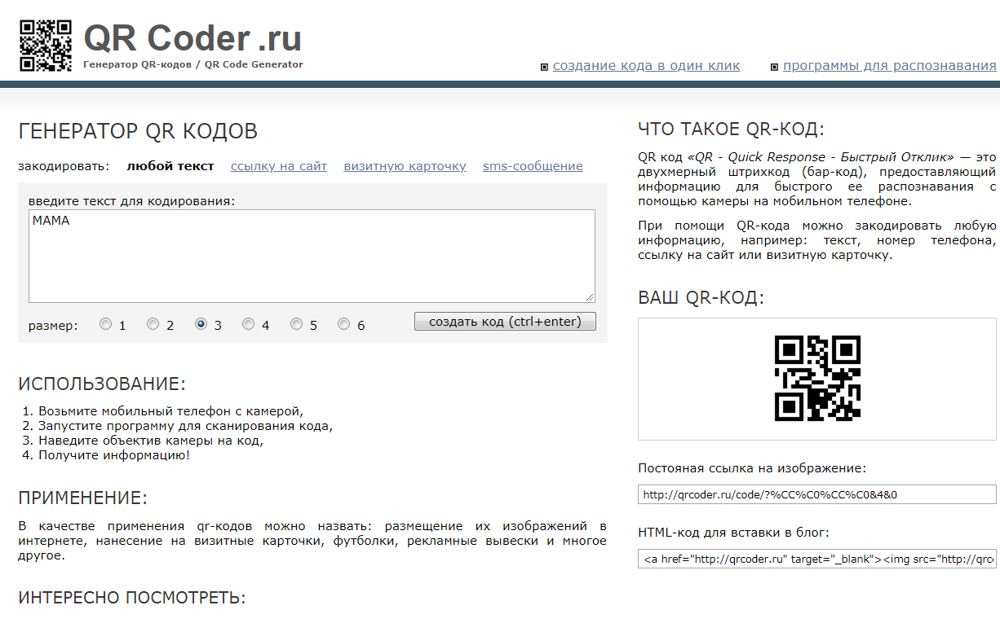 QR Coder .ru
Генератор QR-кодов / QR Code Generator
создание кода в один клик
программы для распознавания
ГЕНЕРАТОР QR КОДОВ
закодировать: любой текст ссылку на сайт визитную карточку sms-сообщение
введите текст для кодирования:
МАМА
размер: 1 2 3 4 5 6
создать код (ctrl+enter)
ИСПОЛЬЗОВАНИЕ:
1. Возьмите мобильный телефон с камерой,
2. Запустите программу для сканирования кода,
3. Наведите объектив камеры на код,
4. Получите информацию!
ПРИМЕНЕНИЕ:
В качестве применения qr-кодов можно назвать: размещение их изображений в
интернете, нанесение на визитные карточки, футболки, рекламные вывески и многое
другое.
ИНТЕРЕСНО ПОСМОТРЕТЬ:
ЧТО ТАКОЕ QR-КОД:
QR код «QR - Quick Response - Быстрый Отклик» — это
двухмерный штрихкод (бар-код), предоставляющий
информацию для быстрого ее распознавания с
помощью камеры на мобильном телефоне.
При помощи QR-кода можно закодировать любую
информацию, например: текст, номер телефона,
ссылку на сайт или визитную карточку.
ВАШ QR-КОД:
Постояная ссылка на изображение:
http://qrcoder.ru/code/?%CC%C0%CC%C0&4&0
HTML-код для вставки в блог:
<a href="http://qrcoder.ru" target="_blank"><img src="http://qrco